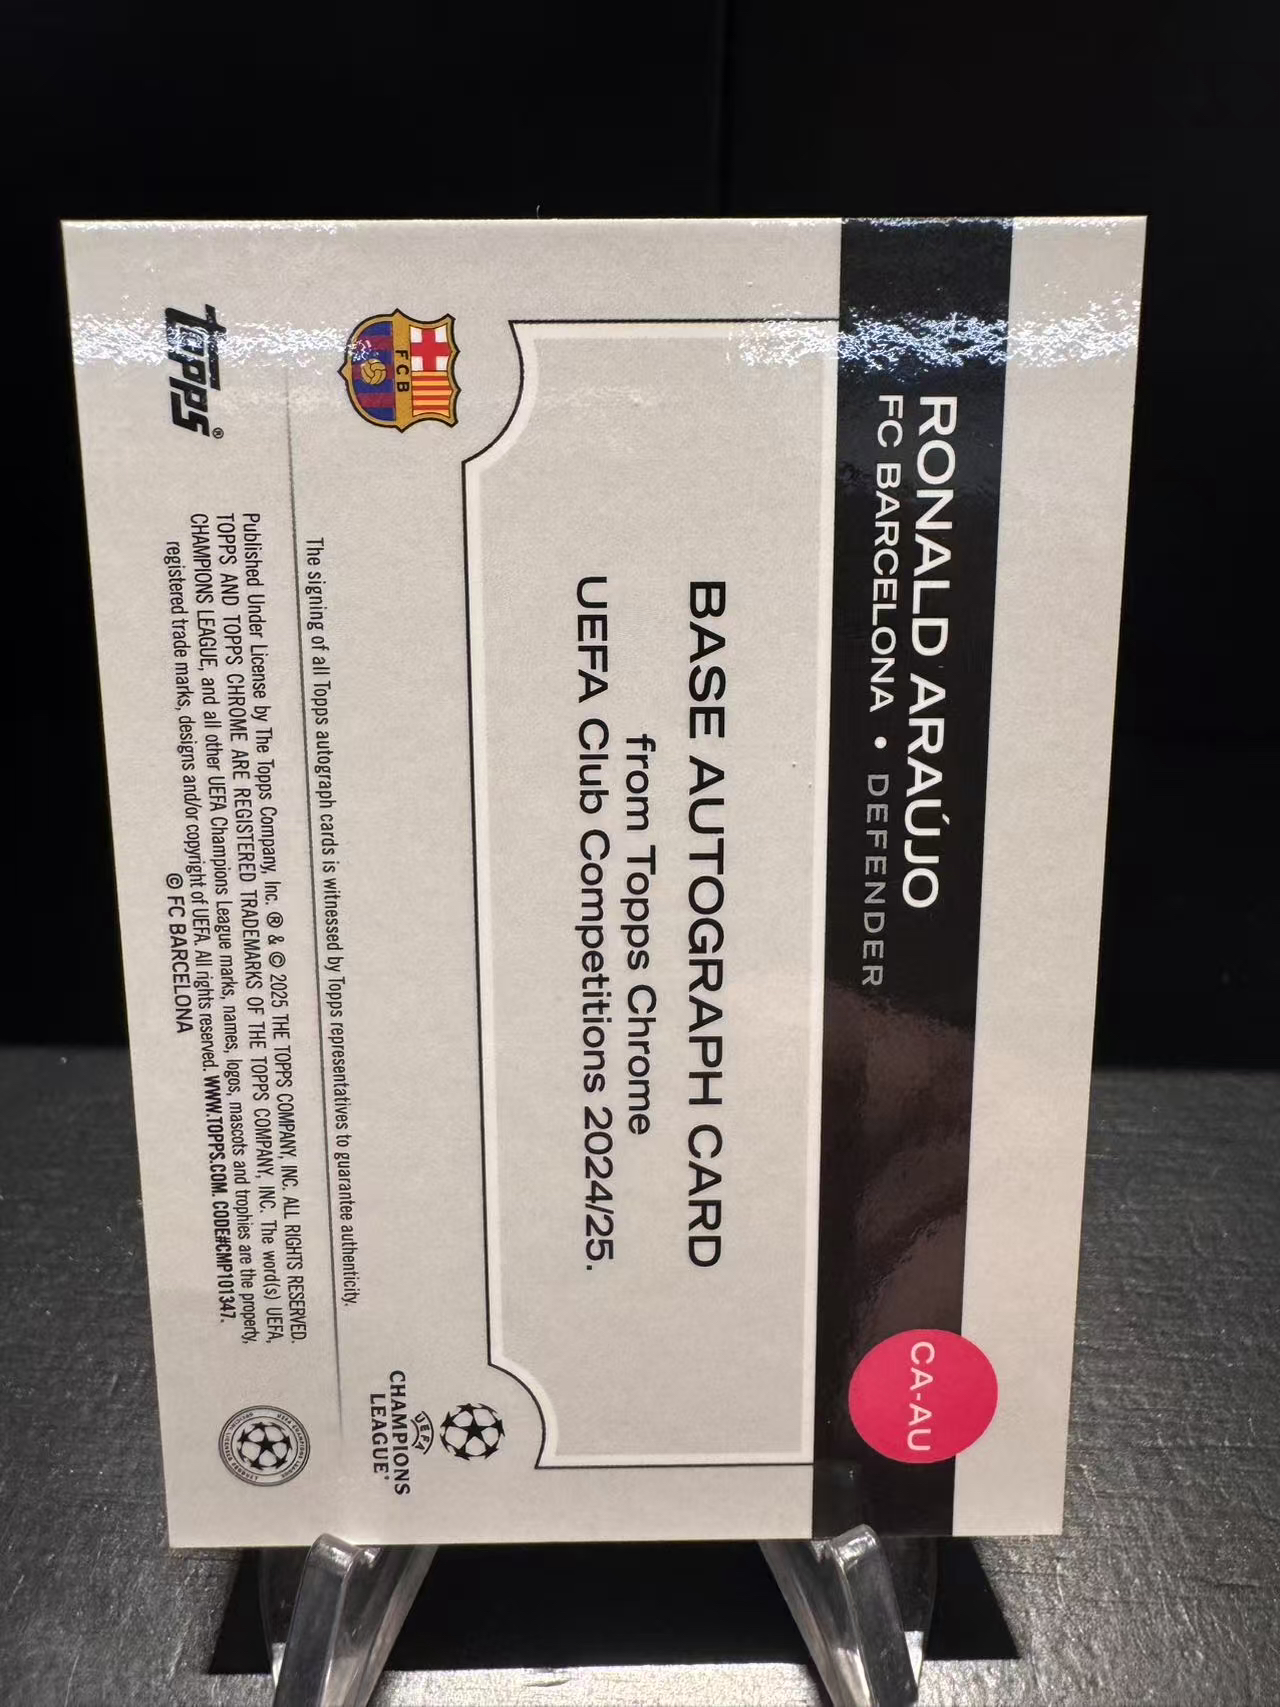 RONALD ARAÚJO
FC BARCELONA • DEFENDER
CA-AU
BASE AUTOGRAPH CARD
from Topps Chrome
UEFA Club Competitions 2024/25.
FCB
UEFA
CHAMPIONS
LEAGUE®
The signing of all Topps autograph cards is witnessed by Topps representatives to guarantee authenticity.
topps®
Published Under License by The Topps Company, Inc. ® & © 2025 THE TOPPS COMPANY, INC. ALL RIGHTS RESERVED.
TOPPS AND TOPPS CHROME ARE REGISTERED TRADEMARKS OF THE TOPPS COMPANY, INC. The word(s) UEFA,
CHAMPIONS LEAGUE, and all other UEFA Champions League marks, names, logos, mascots and trophies are the property,
registered trade marks, designs and/or copyright of UEFA. All rights reserved. WWW.TOPPS.COM. CODE#CMP101347.
© FC BARCELONA